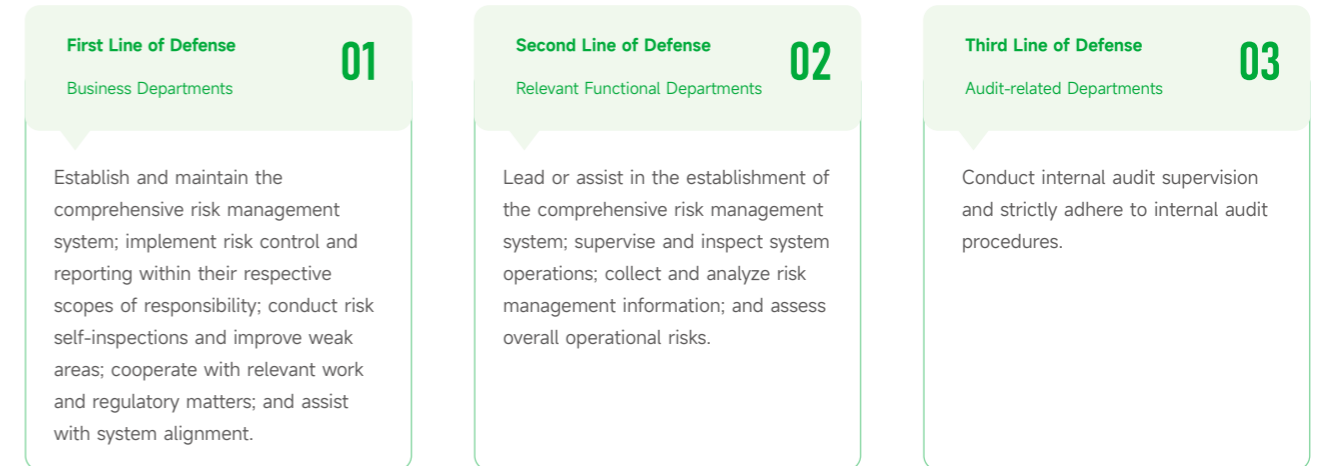 First Line of Defense
01
Business Departments
Establish and maintain the
comprehensive risk management
system; implement risk control and
reporting within their respective
scopes of responsibility; conduct risk
self-inspections and improve weak
areas; cooperate with relevant work
and regulatory matters; and assist
with system alignment.
Second Line of Defense
02
Relevant Functional Departments
Lead or assist in the establishment of
the comprehensive risk management
system; supervise and inspect system
operations; collect and analyze risk
management information; and assess
overall operational risks.
Third Line of Defense
03
Audit-related Departments
Conduct internal audit supervision
and strictly adhere to internal audit
procedures.